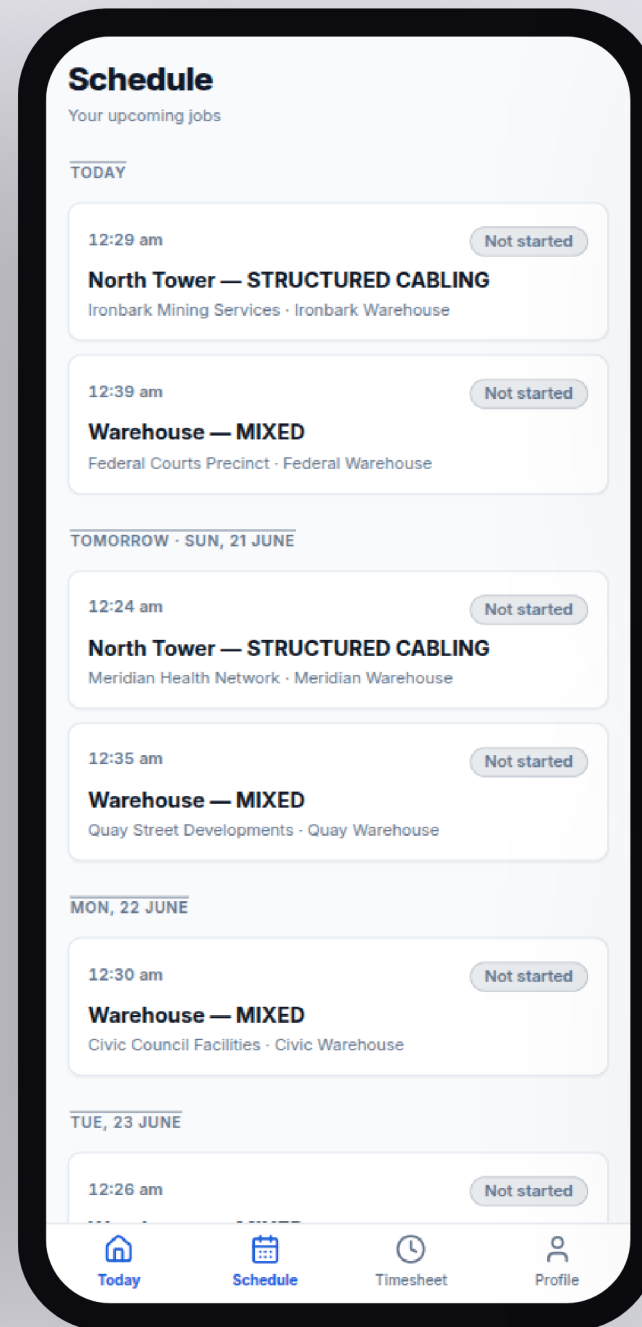 Schedule
Your upcoming jobs
TODAY
12:29 am
Not started
North Tower — STRUCTURED CABLING
Ironbark Mining Services · Ironbark Warehouse
12:39 am
Not started
Warehouse — MIXED
Federal Courts Precinct · Federal Warehouse
TOMORROW · SUN, 21 JUNE
12:24 am
Not started
North Tower — STRUCTURED CABLING
Meridian Health Network · Meridian Warehouse
12:35 am
Not started
Warehouse — MIXED
Quay Street Developments · Quay Warehouse
MON, 22 JUNE
12:30 am
Not started
Warehouse — MIXED
Civic Council Facilities · Civic Warehouse
TUE, 23 JUNE
12:26 am
Not started
Today
Schedule
Timesheet
Profile